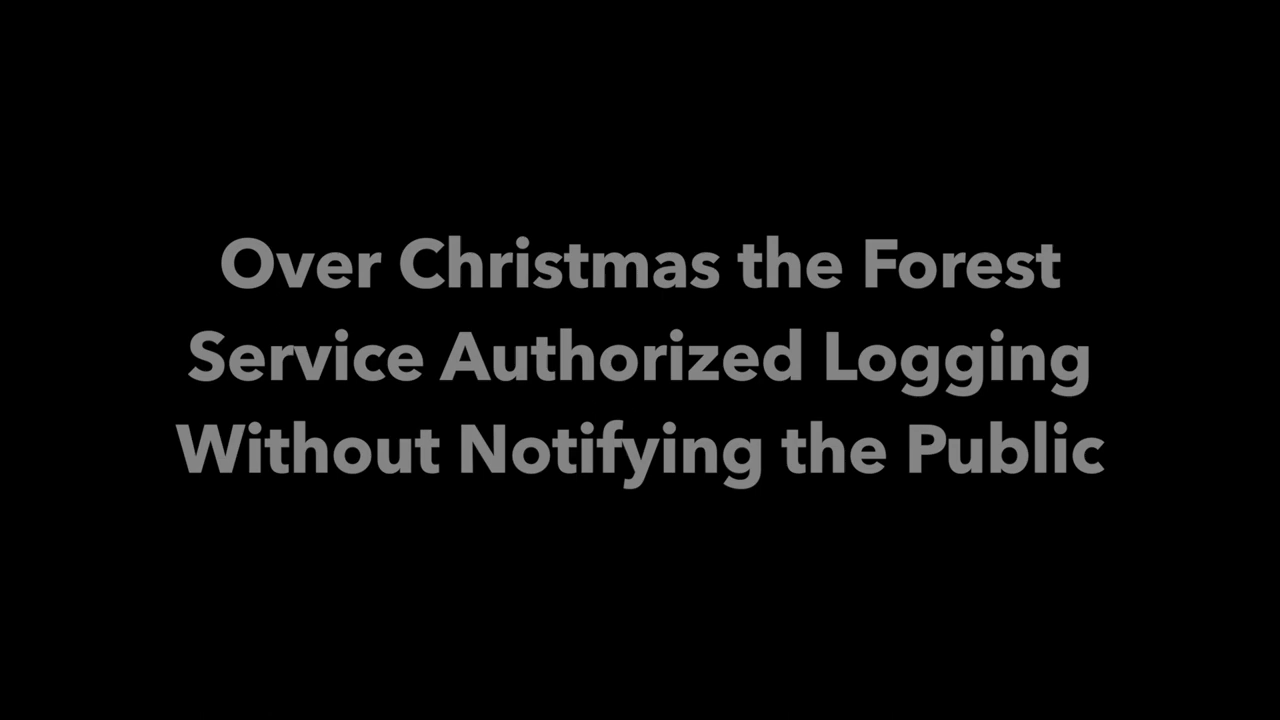 Over Christmas the Forest
Service Authorized Logging
Without Notifying the Public